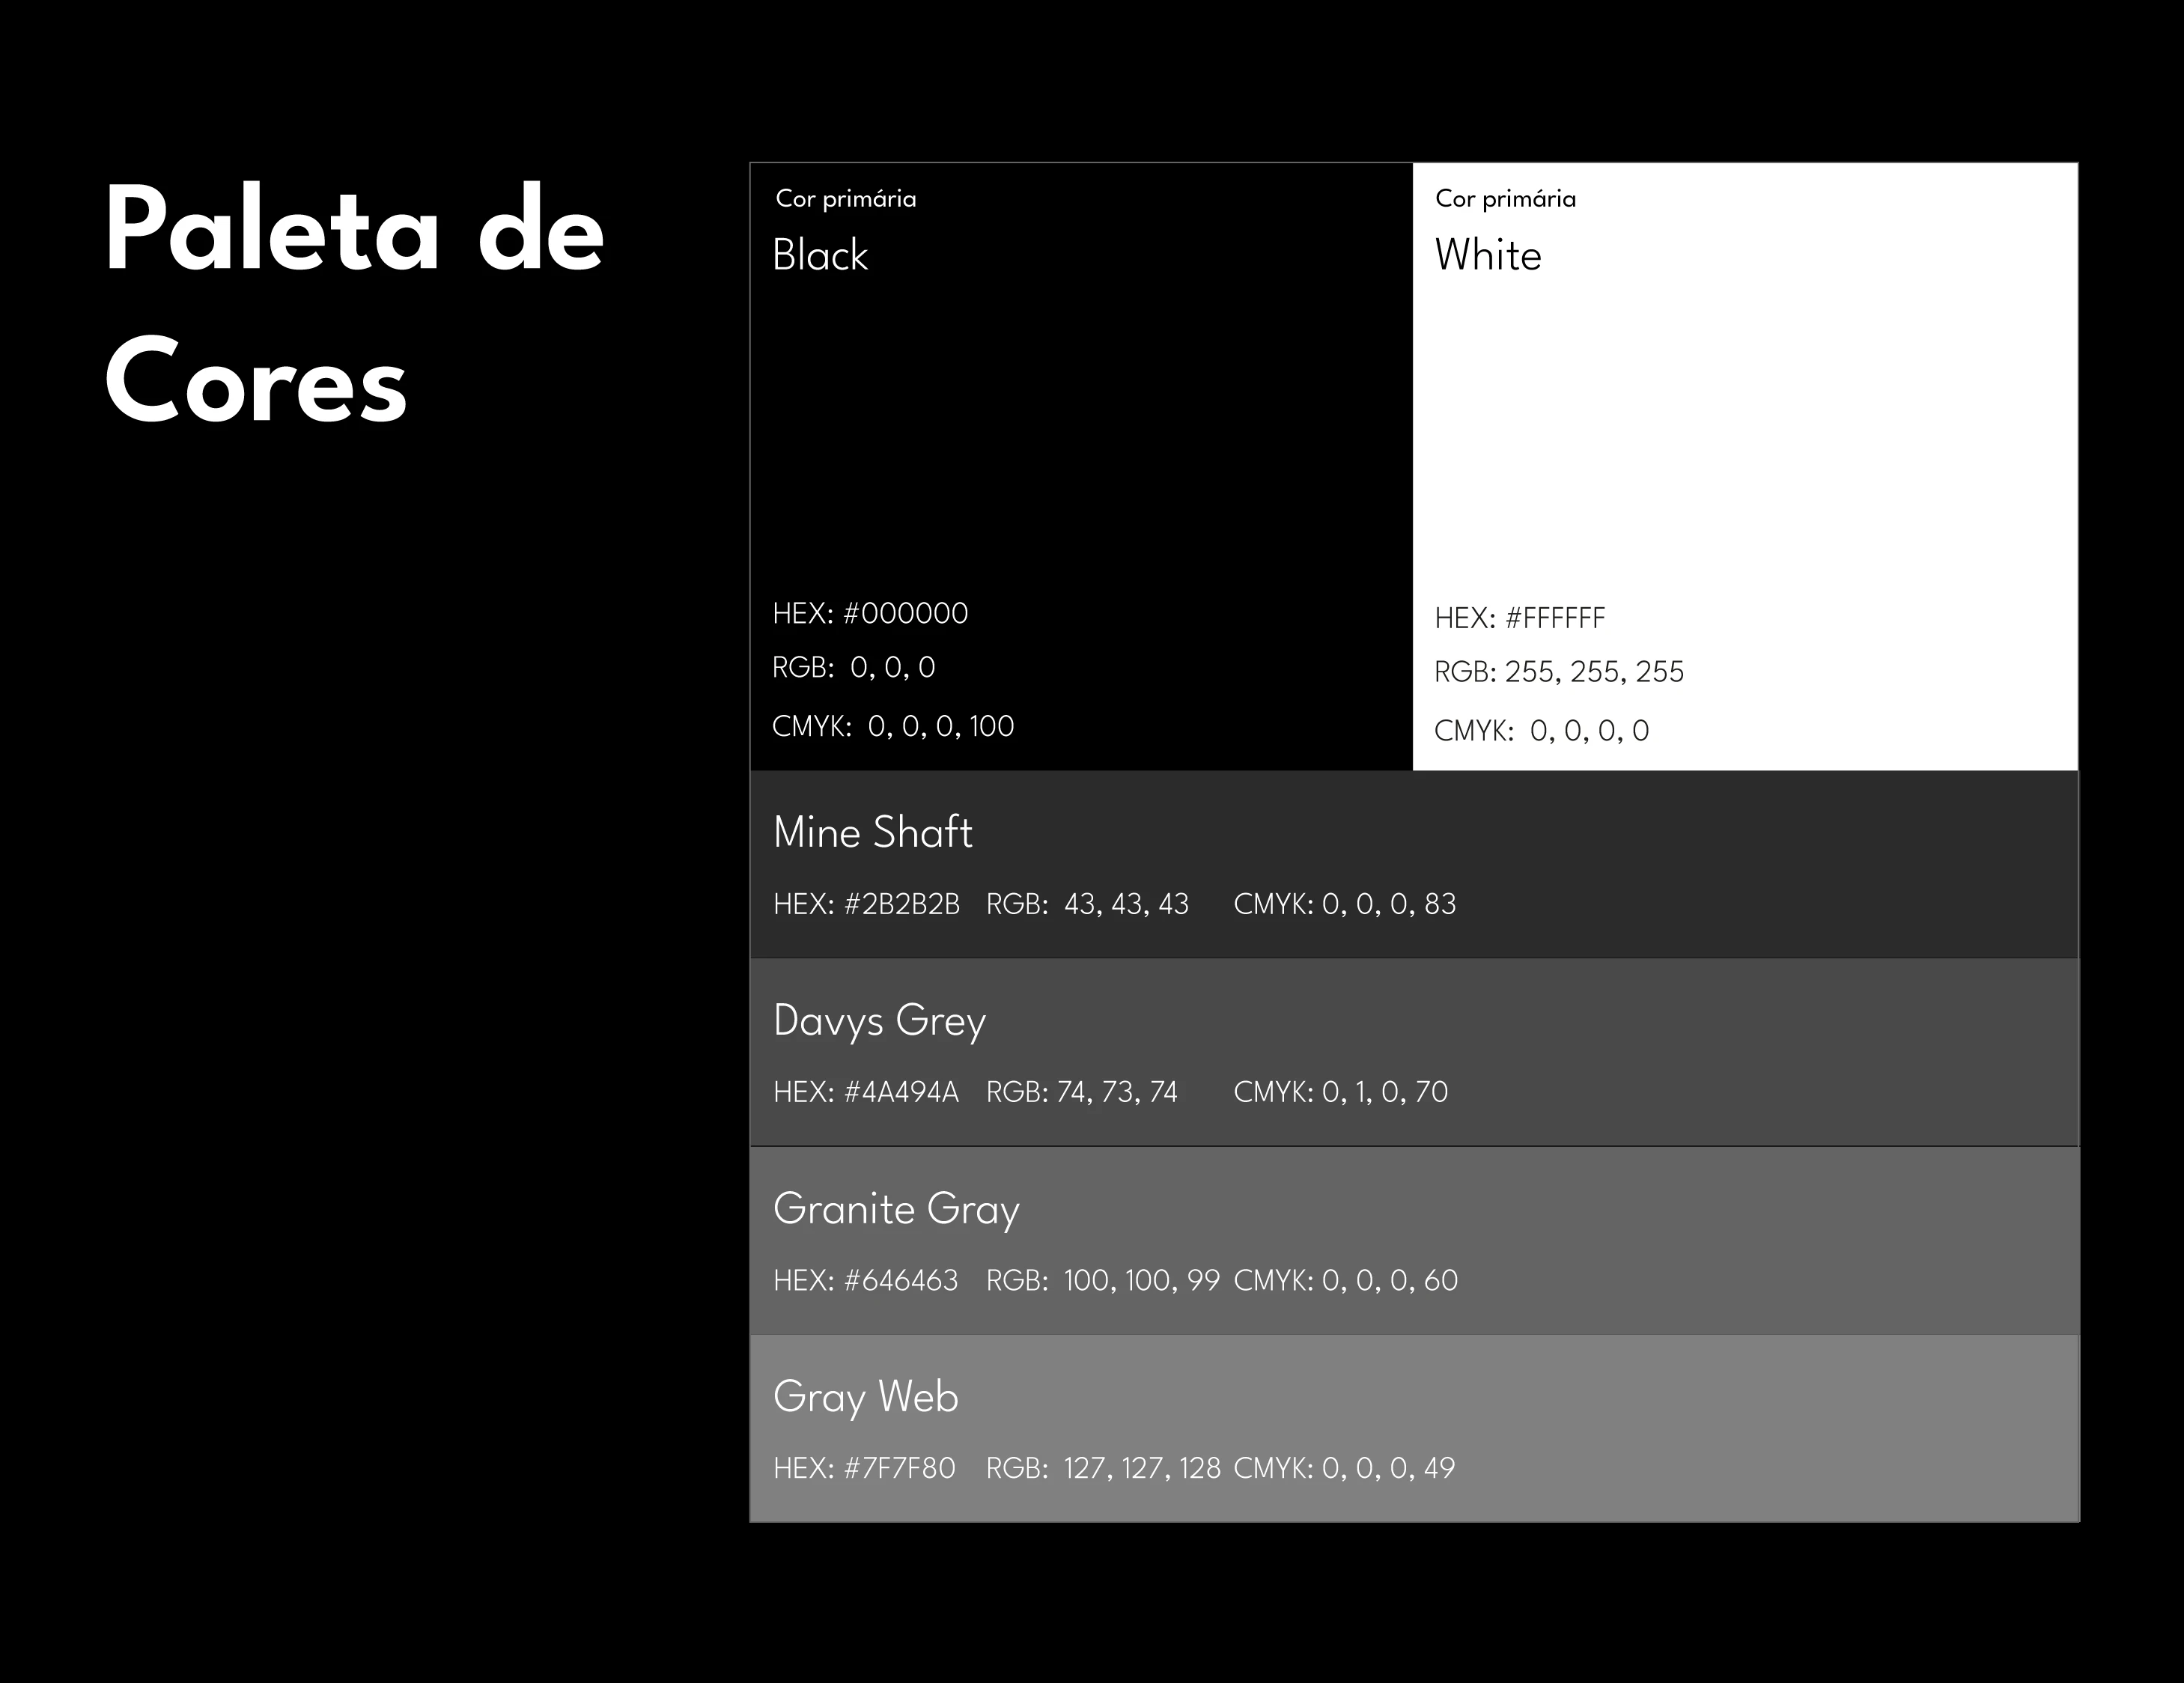 Paleta de
Cores
Cor primária
Black
HEX: #000000
RGB: 0, 0, 0
CMYK: 0, 0, 0, 100
Cor primária
White
HEX: #FFFFFF
RGB: 255, 255, 255
CMYK: 0, 0, 0, 0
Mine Shaft
HEX: #2B2B2B RGB: 43, 43, 43 CMYK: 0, 0, 0, 83
Davys Grey
HEX: #4A494A RGB: 74, 73, 74 CMYK: 0, 1, 0, 70
Granite Gray
HEX: #646463 RGB: 100, 100, 99 CMYK: 0, 0, 0, 60
Gray Web
HEX: #7F7F80 RGB: 127, 127, 128 CMYK: 0, 0, 0, 49